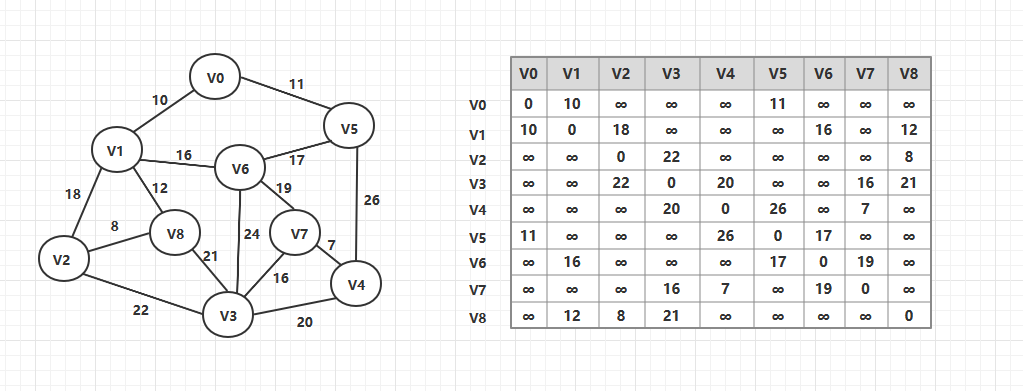 V0
11
10
V5
V1
16
17
V6
18
12
19
26
8
V8
24
V7
7
V2
21
16
V4
22
V3
20
V0 V1 V2 V3 V4 V5 V6 V7 V8
V0 0 10 ∞ ∞ ∞ 11 ∞ ∞ ∞
V1 10 0 18 ∞ ∞ ∞ 16 ∞ 12
V2 ∞ ∞ 0 22 ∞ ∞ ∞ ∞ 8
V3 ∞ ∞ 22 0 20 ∞ ∞ 16 21
V4 ∞ ∞ ∞ 20 0 26 ∞ 7 ∞
V5 11 ∞ ∞ ∞ 26 0 17 ∞ ∞
V6 ∞ 16 ∞ ∞ ∞ 17 0 19 ∞
V7 ∞ ∞ ∞ 16 7 ∞ 19 0 ∞
V8 ∞ 12 8 21 ∞ ∞ ∞ ∞ 0